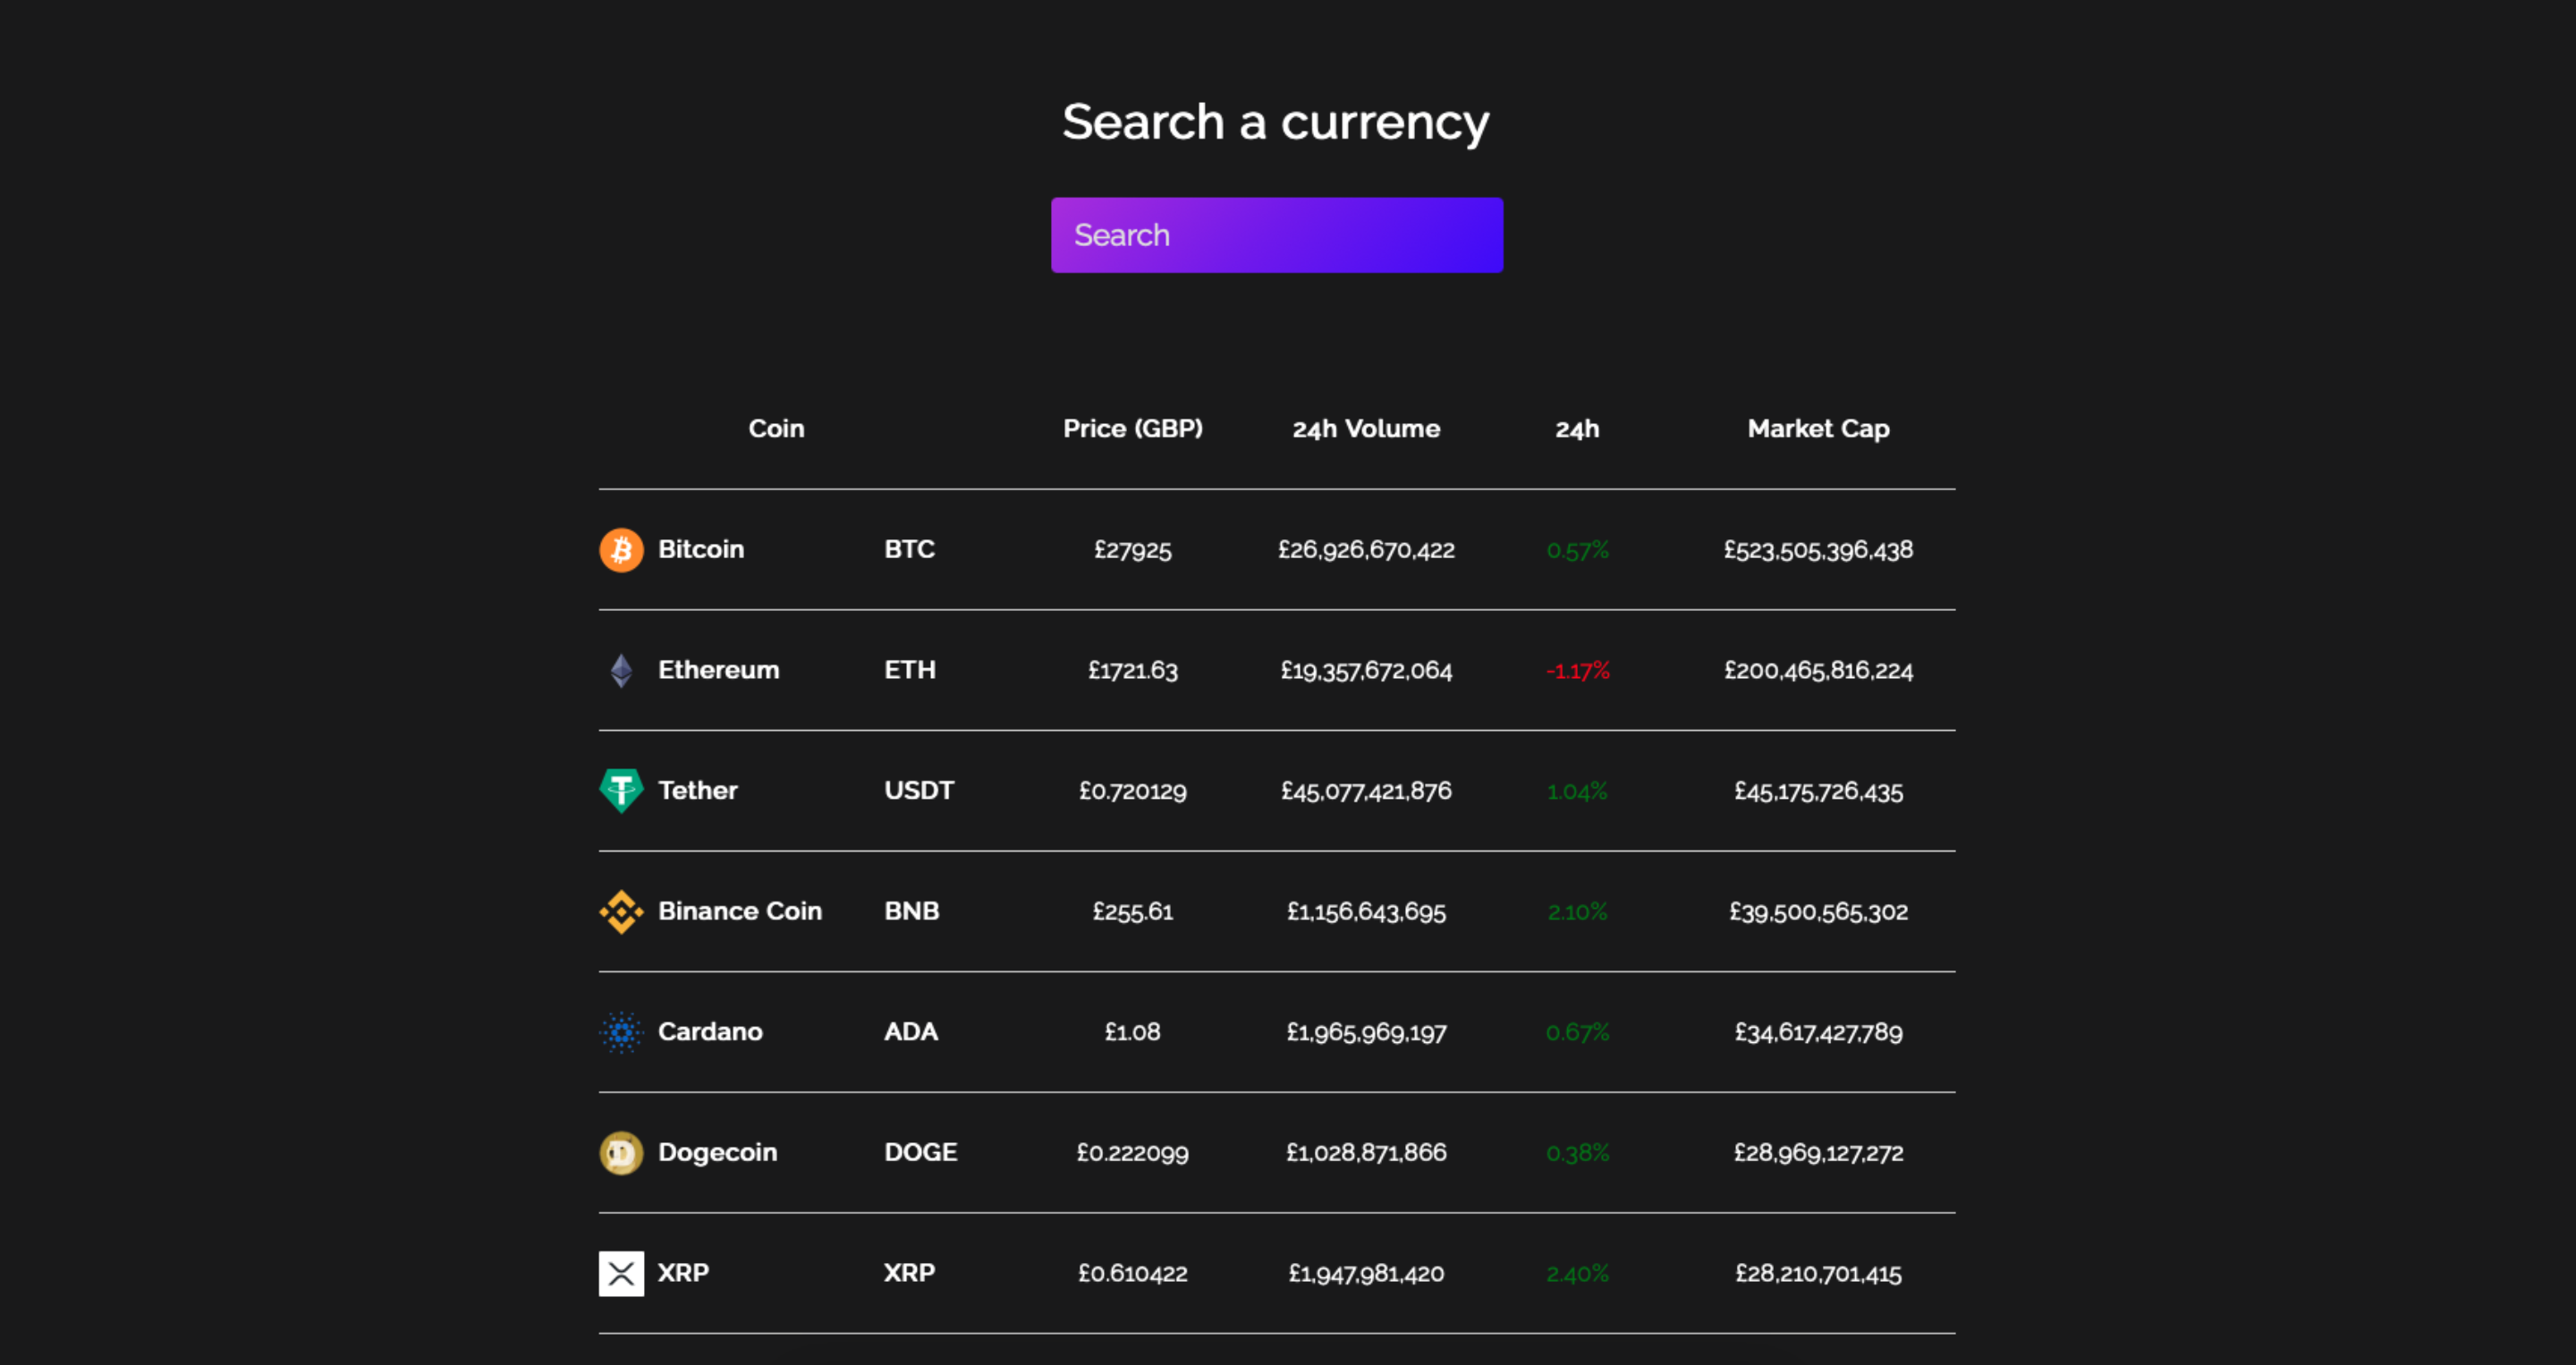 Search a currency
Search
Coin Price (GBP) 24h Volume 24h Market Cap
Bitcoin BTC £27925 £26,926,670,422 0.57% £523,505,396,438
Ethereum ETH £1721.63 £19,357,672,064 -1.17% £200,465,816,224
Tether USDT £0.720129 £45,077,421,876 1.04% £45,175,726,435
Binance Coin BNB £255.61 £1,156,643,695 2.10% £39,500,565,302
Cardano ADA £1.08 £1,965,969,197 0.67% £34,617,427,789
Dogecoin DOGE £0.222099 £1,028,871,866 0.38% £28,969,127,272
XRP XRP £0.610422 £1,947,981,420 2.40% £28,210,701,415